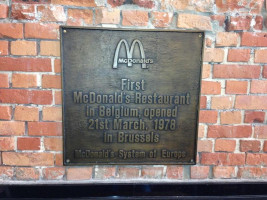 McDonald's
First
McDonald's Restaurant
in Belgium, opened
21st March, 1978
in Brussels
McDonald's System of Europe